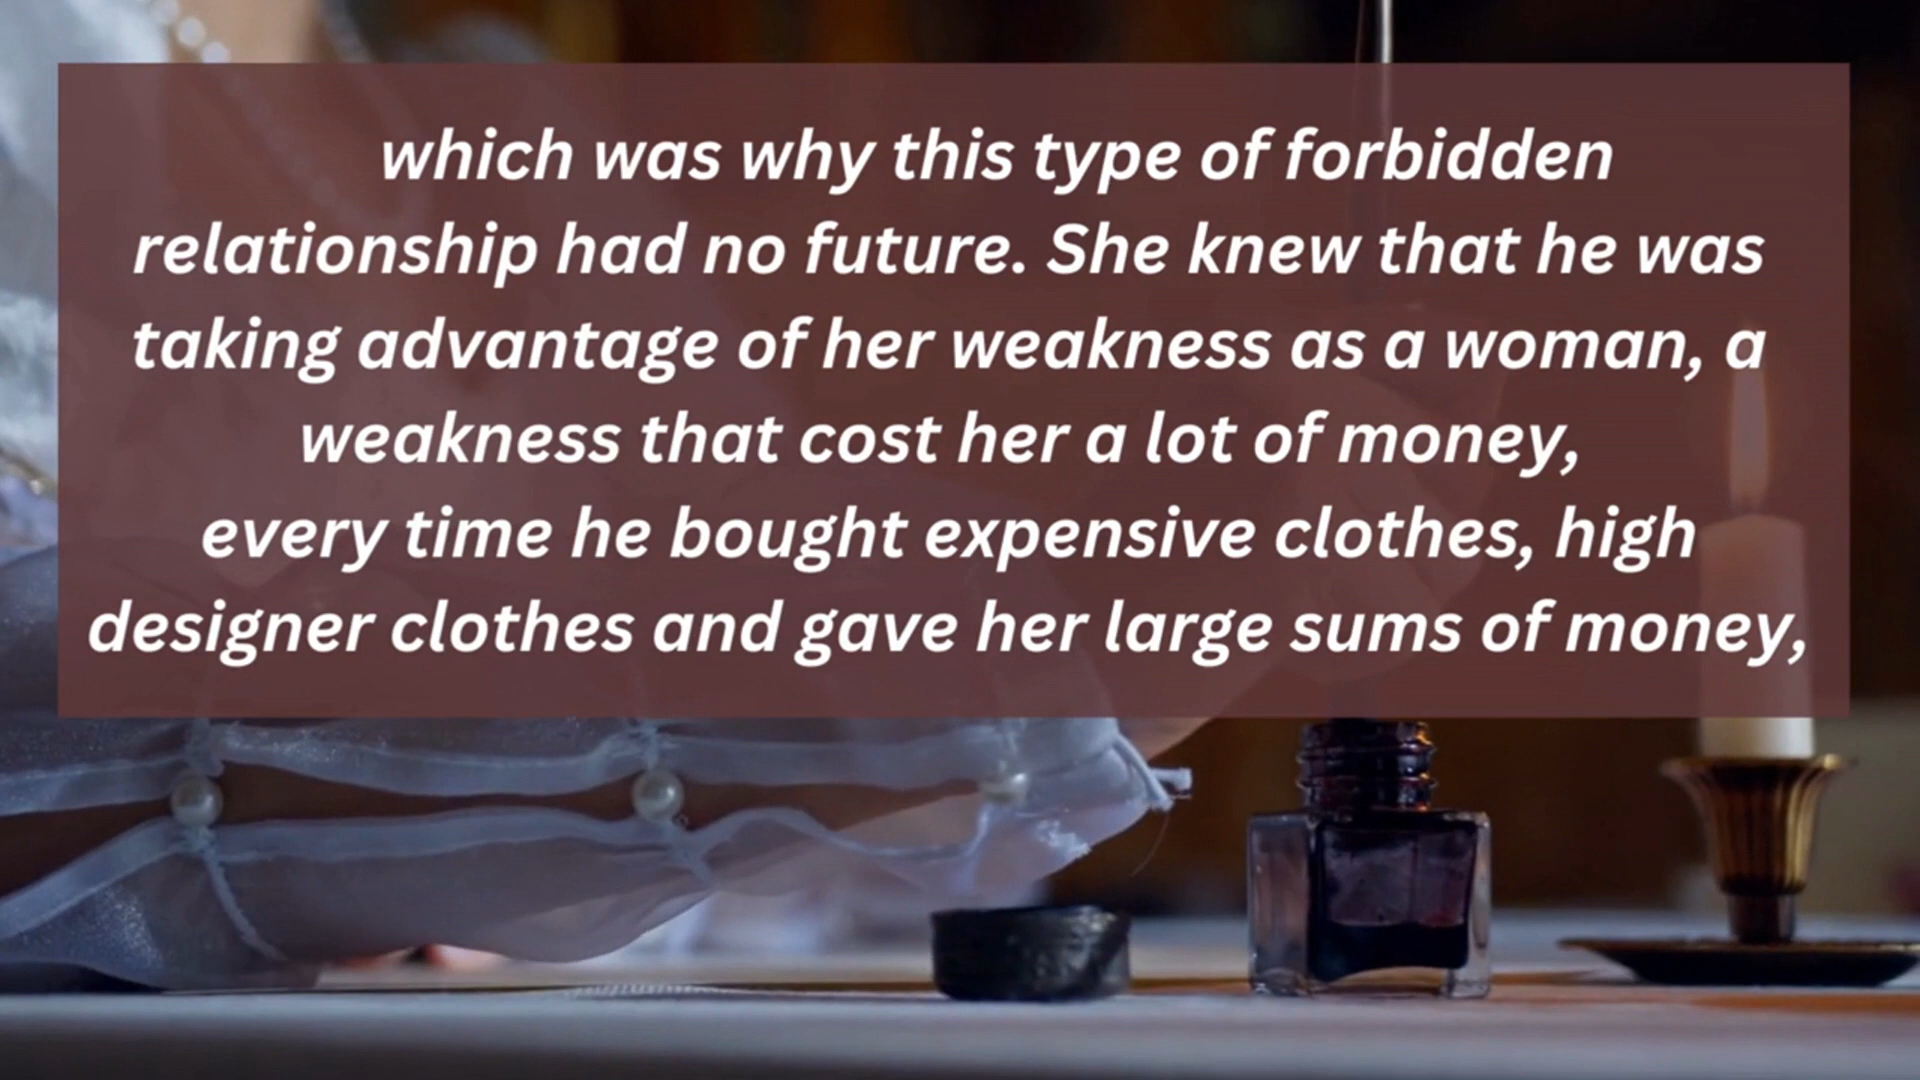 which was why this type of forbidden
relationship had no future. She knew that he was
taking advantage of her weakness as a woman, a
weakness that cost her a lot of money,
every time he bought expensive clothes, high
designer clothes and gave her large sums of money,